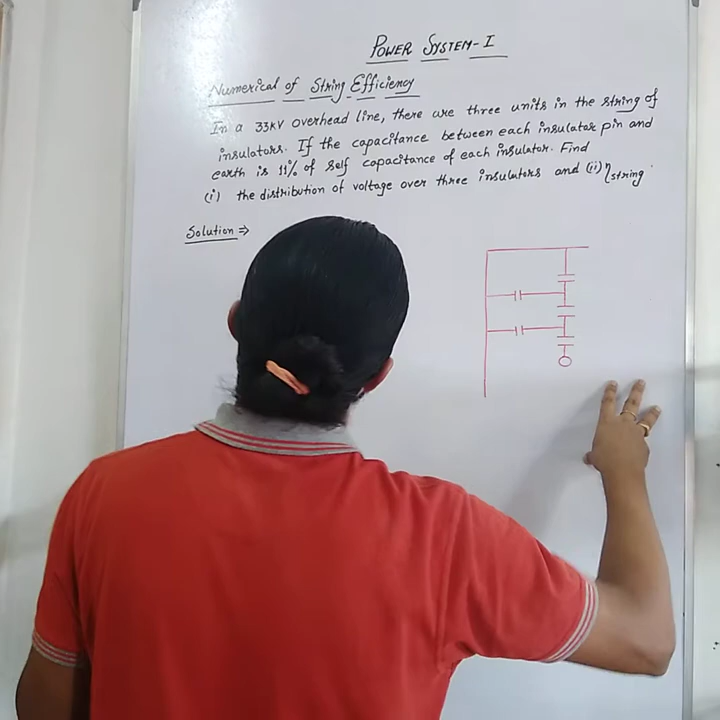 POWER SYSTEM-I
Numerical of String Efficiency
In a 33kV overhead line, there are three units in the string of
insulators. If the capacitance between each insulator pin and
earth is 11% of self capacitance of each insulator. Find
(i) the distribution of voltage over three insulators and (ii) η string.
Solution ⇒